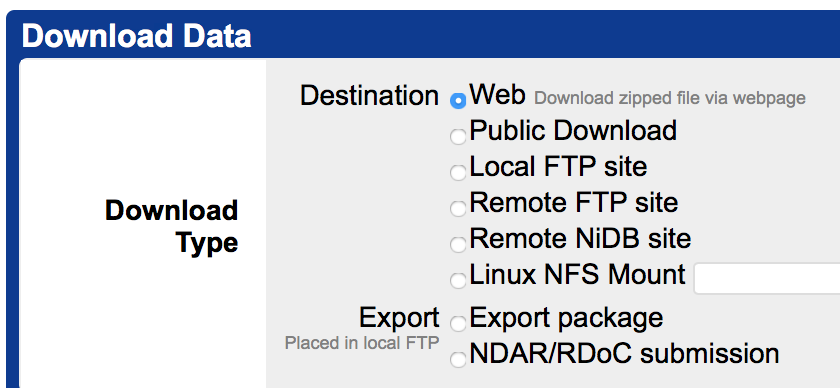 Download Data
Download
Type
Destination Web Download zipped file via webpage
Public Download
Local FTP site
Remote FTP site
Remote NiDB site
Linux NFS Mount
Export Export package
Placed in local FTP
NDAR/RDoC submission